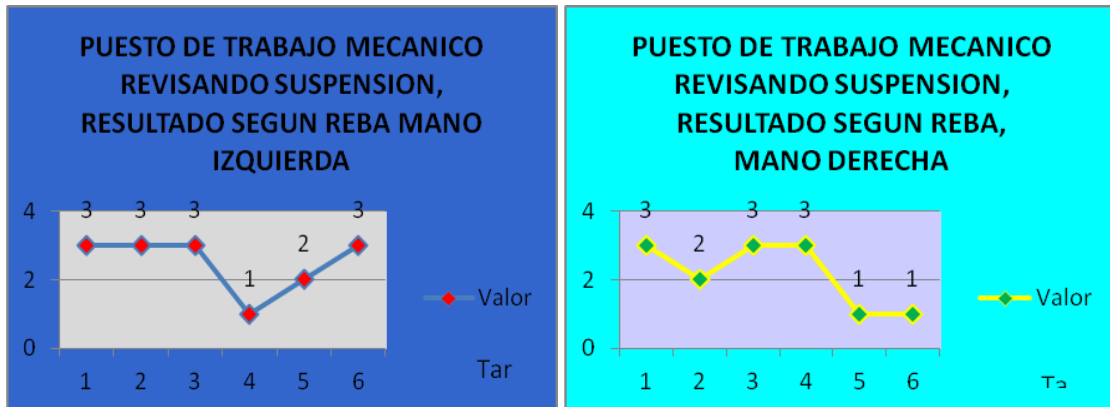 PUESTO DE TRABAJO MECANICO
REVISANDO SUSPENSION,
RESULTADO SEGUN REBA MANO
IZQUIERDA
3 3 3 1 2 3
4
2
0
1 2 3 4 5 6
Valor
Tar
PUESTO DE TRABAJO MECANICO
REVISANDO SUSPENSION,
RESULTADO SEGUN REBA,
MANO DERECHA
3 2 3 3 1 1
4
2
0
1 2 3 4 5 6
Valor